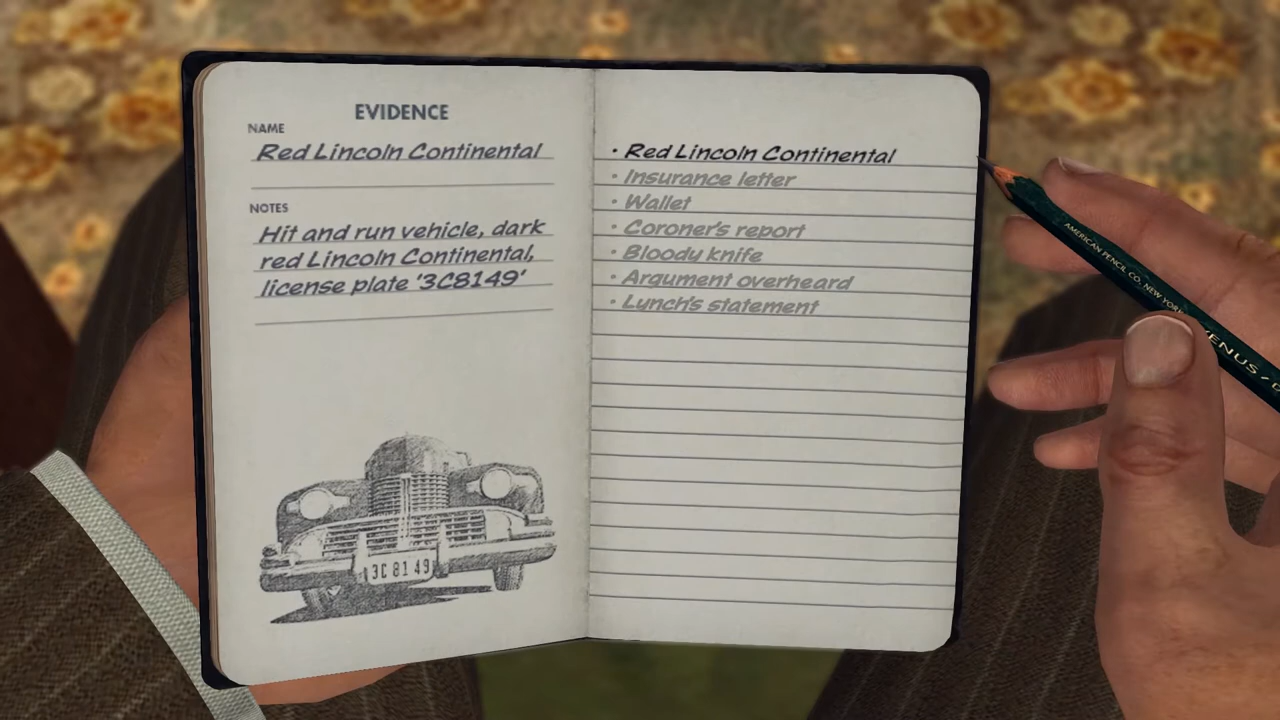 EVIDENCE
NAME
Red Lincoln Continental
NOTES
Hit and run vehicle, dark
red Lincoln Continental,
license plate '3C8149'
3C 81 49
• Red Lincoln Continental
• Insurance letter
• Wallet
• Coroner's report
• Bloody knife
• Argument overheard
• Lynch's statement
AMERICAN PENCIL CO. NEW YORK
VENUS